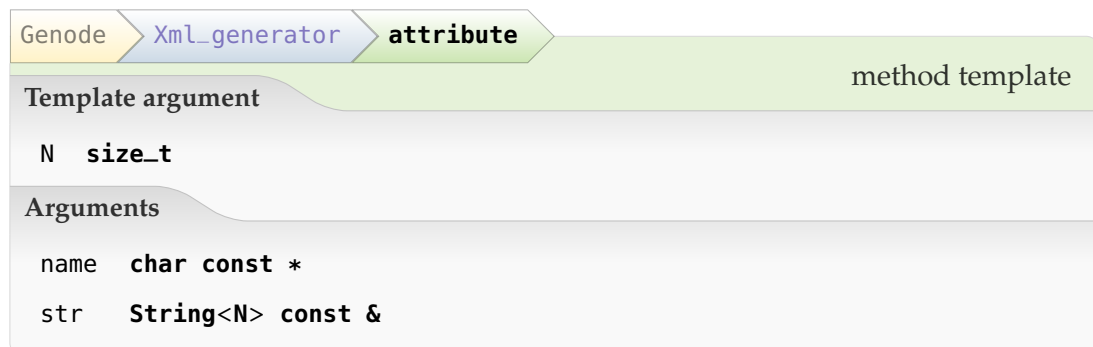 Genode Xml_generator attribute
method template
Template argument
N size_t
Arguments
name char const *
str String<N> const &